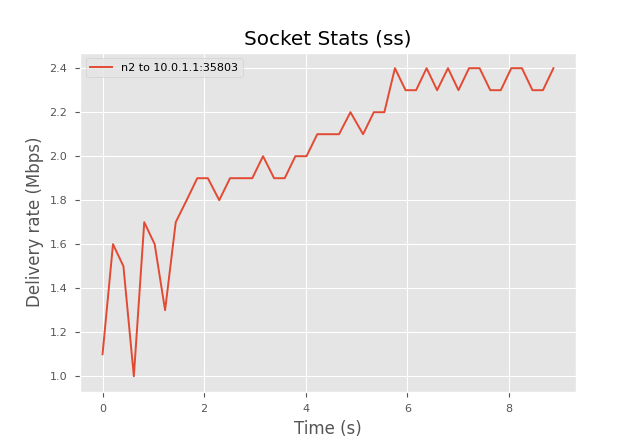 Socket Stats (ss)
n2 to 10.0.1.1:35803
Delivery rate (Mbps)
2.4
2.2
2.0
1.8
1.6
1.4
1.2
1.0
0 2 4 6 8
Time (s)